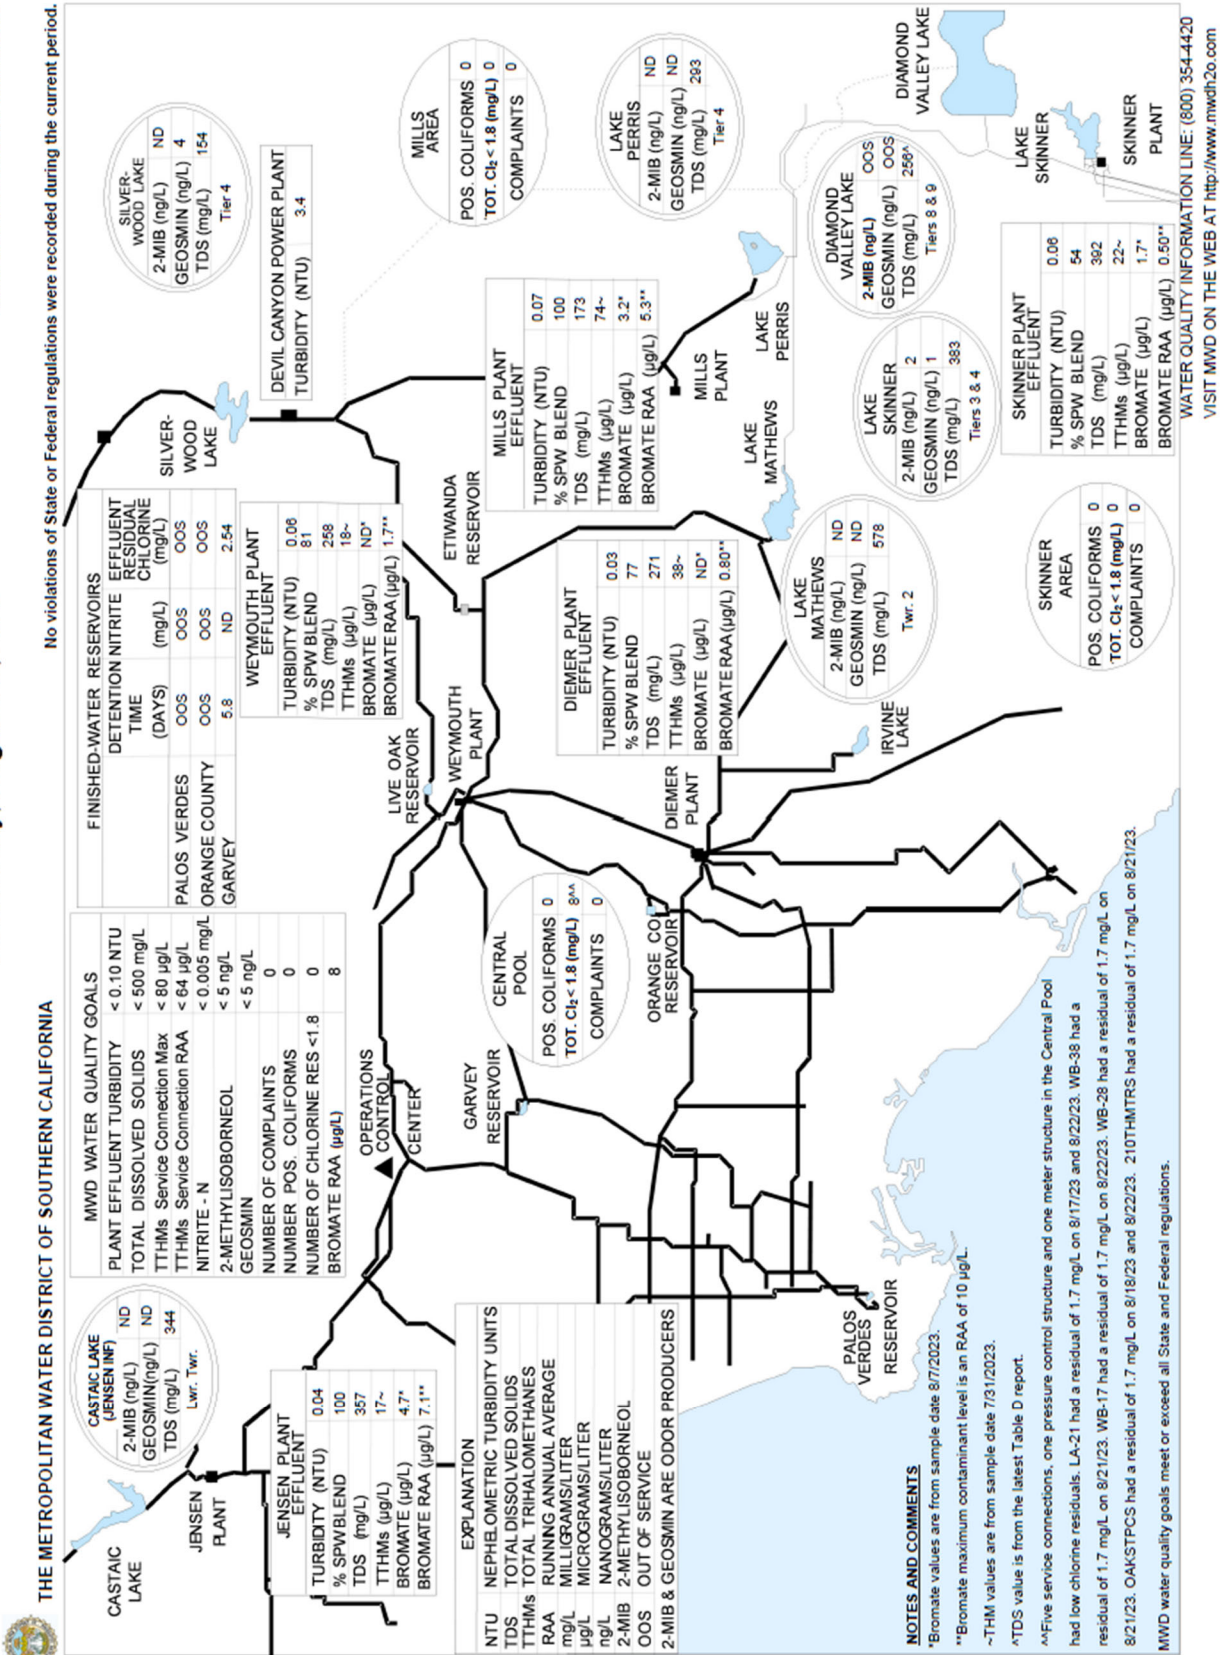 THE METROPOLITAN WATER DISTRICT OF SOUTHERN CALIFORNIA
No violations of State or Federal regulations were recorded during the current period.
CASTAIC LAKE
(JENSEN INF)
2-MIB (ng/L) ND
GEOSMIN(ng/L) ND
TDS (mg/L) 344
Lwr. Twr.
MWD WATER QUALITY GOALS
PLANT EFFLUENT TURBIDITY < 0.10 NTU
TOTAL DISSOLVED SOLIDS < 500 mg/L
TTHMs Service Connection Max < 80 µg/L
TTHMs Service Connection RAA < 64 µg/L
NITRITE - N < 0.005 mg/L
2-METHYLISOBORNEOL < 5 ng/L
GEOSMIN < 5 ng/L
NUMBER OF COMPLAINTS 0
NUMBER POS. COLIFORMS 0
NUMBER OF CHLORINE RES <1.8 0
BROMATE RAA (µg/L) 8
FINISHED-WATER RESERVOIRS
DETENTION TIME (DAYS) NITRITE (mg/L) EFFLUENT RESIDUAL CHLORINE (mg/L)
PALOS VERDES OOS OOS OOS
ORANGE COUNTY OOS OOS OOS
GARVEY 5.8 ND 2.54
SILVER-
WOOD LAKE
2-MIB (ng/L) ND
GEOSMIN (ng/L) 4
TDS (mg/L) 154
Tier 4
DEVIL CANYON POWER PLANT
TURBIDITY (NTU) 3.4
SILVER-
WOOD
LAKE
WEYMOUTH PLANT
EFFLUENT
TURBIDITY (NTU) 0.06
% SPW BLEND 81
TDS (mg/L) 258
TTHMs (µg/L) 18~
BROMATE (µg/L) ND*
BROMATE RAA (µg/L) 1.7**
MILLS
AREA
POS. COLIFORMS 0
TOT. Cl₂ < 1.8 (mg/L) 0
COMPLAINTS 0
CASTAIC
LAKE
JENSEN
PLANT
JENSEN PLANT
EFFLUENT
TURBIDITY (NTU) 0.04
% SPW BLEND 100
TDS (mg/L) 357
TTHMs (µg/L) 17~
BROMATE (µg/L) 4.7*
BROMATE RAA (µg/L) 7.1**
OPERATIONS
CONTROL
CENTER
LIVE OAK
RESERVOIR
WEYMOUTH
PLANT
ETIWANDA
RESERVOIR
GARVEY
RESERVOIR
MILLS PLANT
EFFLUENT
TURBIDITY (NTU) 0.07
% SPW BLEND 100
TDS (mg/L) 173
TTHMs (µg/L) 74~
BROMATE (µg/L) 3.2*
BROMATE RAA (µg/L) 5.3**
LAKE
PERRIS
2-MIB (ng/L) ND
GEOSMIN (ng/L) ND
TDS (mg/L) 293
Tier 4
CENTRAL
POOL
POS. COLIFORMS 0
TOT. Cl₂ < 1.8 (mg/L) 8^^
COMPLAINTS 0
EXPLANATION
NTU NEPHELOMETRIC TURBIDITY UNITS
TDS TOTAL DISSOLVED SOLIDS
TTHMs TOTAL TRIHALOMETHANES
RAA RUNNING ANNUAL AVERAGE
mg/L MILLIGRAMS/LITER
µg/L MICROGRAMS/LITER
ng/L NANOGRAMS/LITER
2-MIB 2-METHYLISOBORNEOL
OOS OUT OF SERVICE
2-MIB & GEOSMIN ARE ODOR PRODUCERS
DIEMER PLANT
EFFLUENT
TURBIDITY (NTU) 0.03
% SPW BLEND 77
TDS (mg/L) 271
TTHMs (µg/L) 38~
BROMATE (µg/L) ND*
BROMATE RAA (µg/L) 0.80**
ORANGE CO
RESERVOIR
DIEMER
PLANT
MILLS
PLANT
LAKE
PERRIS
LAKE
MATHEWS
IRVINE
LAKE
LAKE
MATHEWS
2-MIB (ng/L) ND
GEOSMIN (ng/L) ND
TDS (mg/L) 578
Twr. 2
DIAMOND
VALLEY LAKE
2-MIB (ng/L) OOS
GEOSMIN (ng/L) OOS
TDS (mg/L) 256^
Tiers 8 & 9
LAKE
SKINNER
2-MIB (ng/L) 2
GEOSMIN (ng/L) 1
TDS (mg/L) 383
Tiers 3 & 4
DIAMOND
VALLEY LAKE
LAKE
SKINNER
SKINNER
PLANT
PALOS
VERDES
RESERVOIR
SKINNER PLANT
EFFLUENT
TURBIDITY (NTU) 0.06
% SPW BLEND 54
TDS (mg/L) 392
TTHMs (µg/L) 22~
BROMATE (µg/L) 1.7*
BROMATE RAA (µg/L) 0.50**
SKINNER
AREA
POS. COLIFORMS 0
TOT. Cl₂ < 1.8 (mg/L) 0
COMPLAINTS 0
NOTES AND COMMENTS
*Bromate values are from sample date 8/7/2023.
**Bromate maximum contaminant level is an RAA of 10 µg/L.
~THM values are from sample date 7/31/2023.
^TDS value is from the latest Table D report.
^^Five service connections, one pressure control structure and one meter structure in the Central Pool
had low chlorine residuals. LA-21 had a residual of 1.7 mg/L on 8/17/23 and 8/22/23. WB-38 had a
residual of 1.7 mg/L on 8/21/23. WB-17 had a residual of 1.7 mg/L on 8/22/23. WB-28 had a residual of 1.7 mg/L on
8/21/23. OAKSTPCS had a residual of 1.7 mg/L on 8/18/23 and 8/22/23. 210THMTRS had a residual of 1.7 mg/L on 8/21/23.
MWD water quality goals meet or exceed all State and Federal regulations.
WATER QUALITY INFORMATION LINE: (800) 354-4420
VISIT MWD ON THE WEB AT http://www.mwdh2o.com